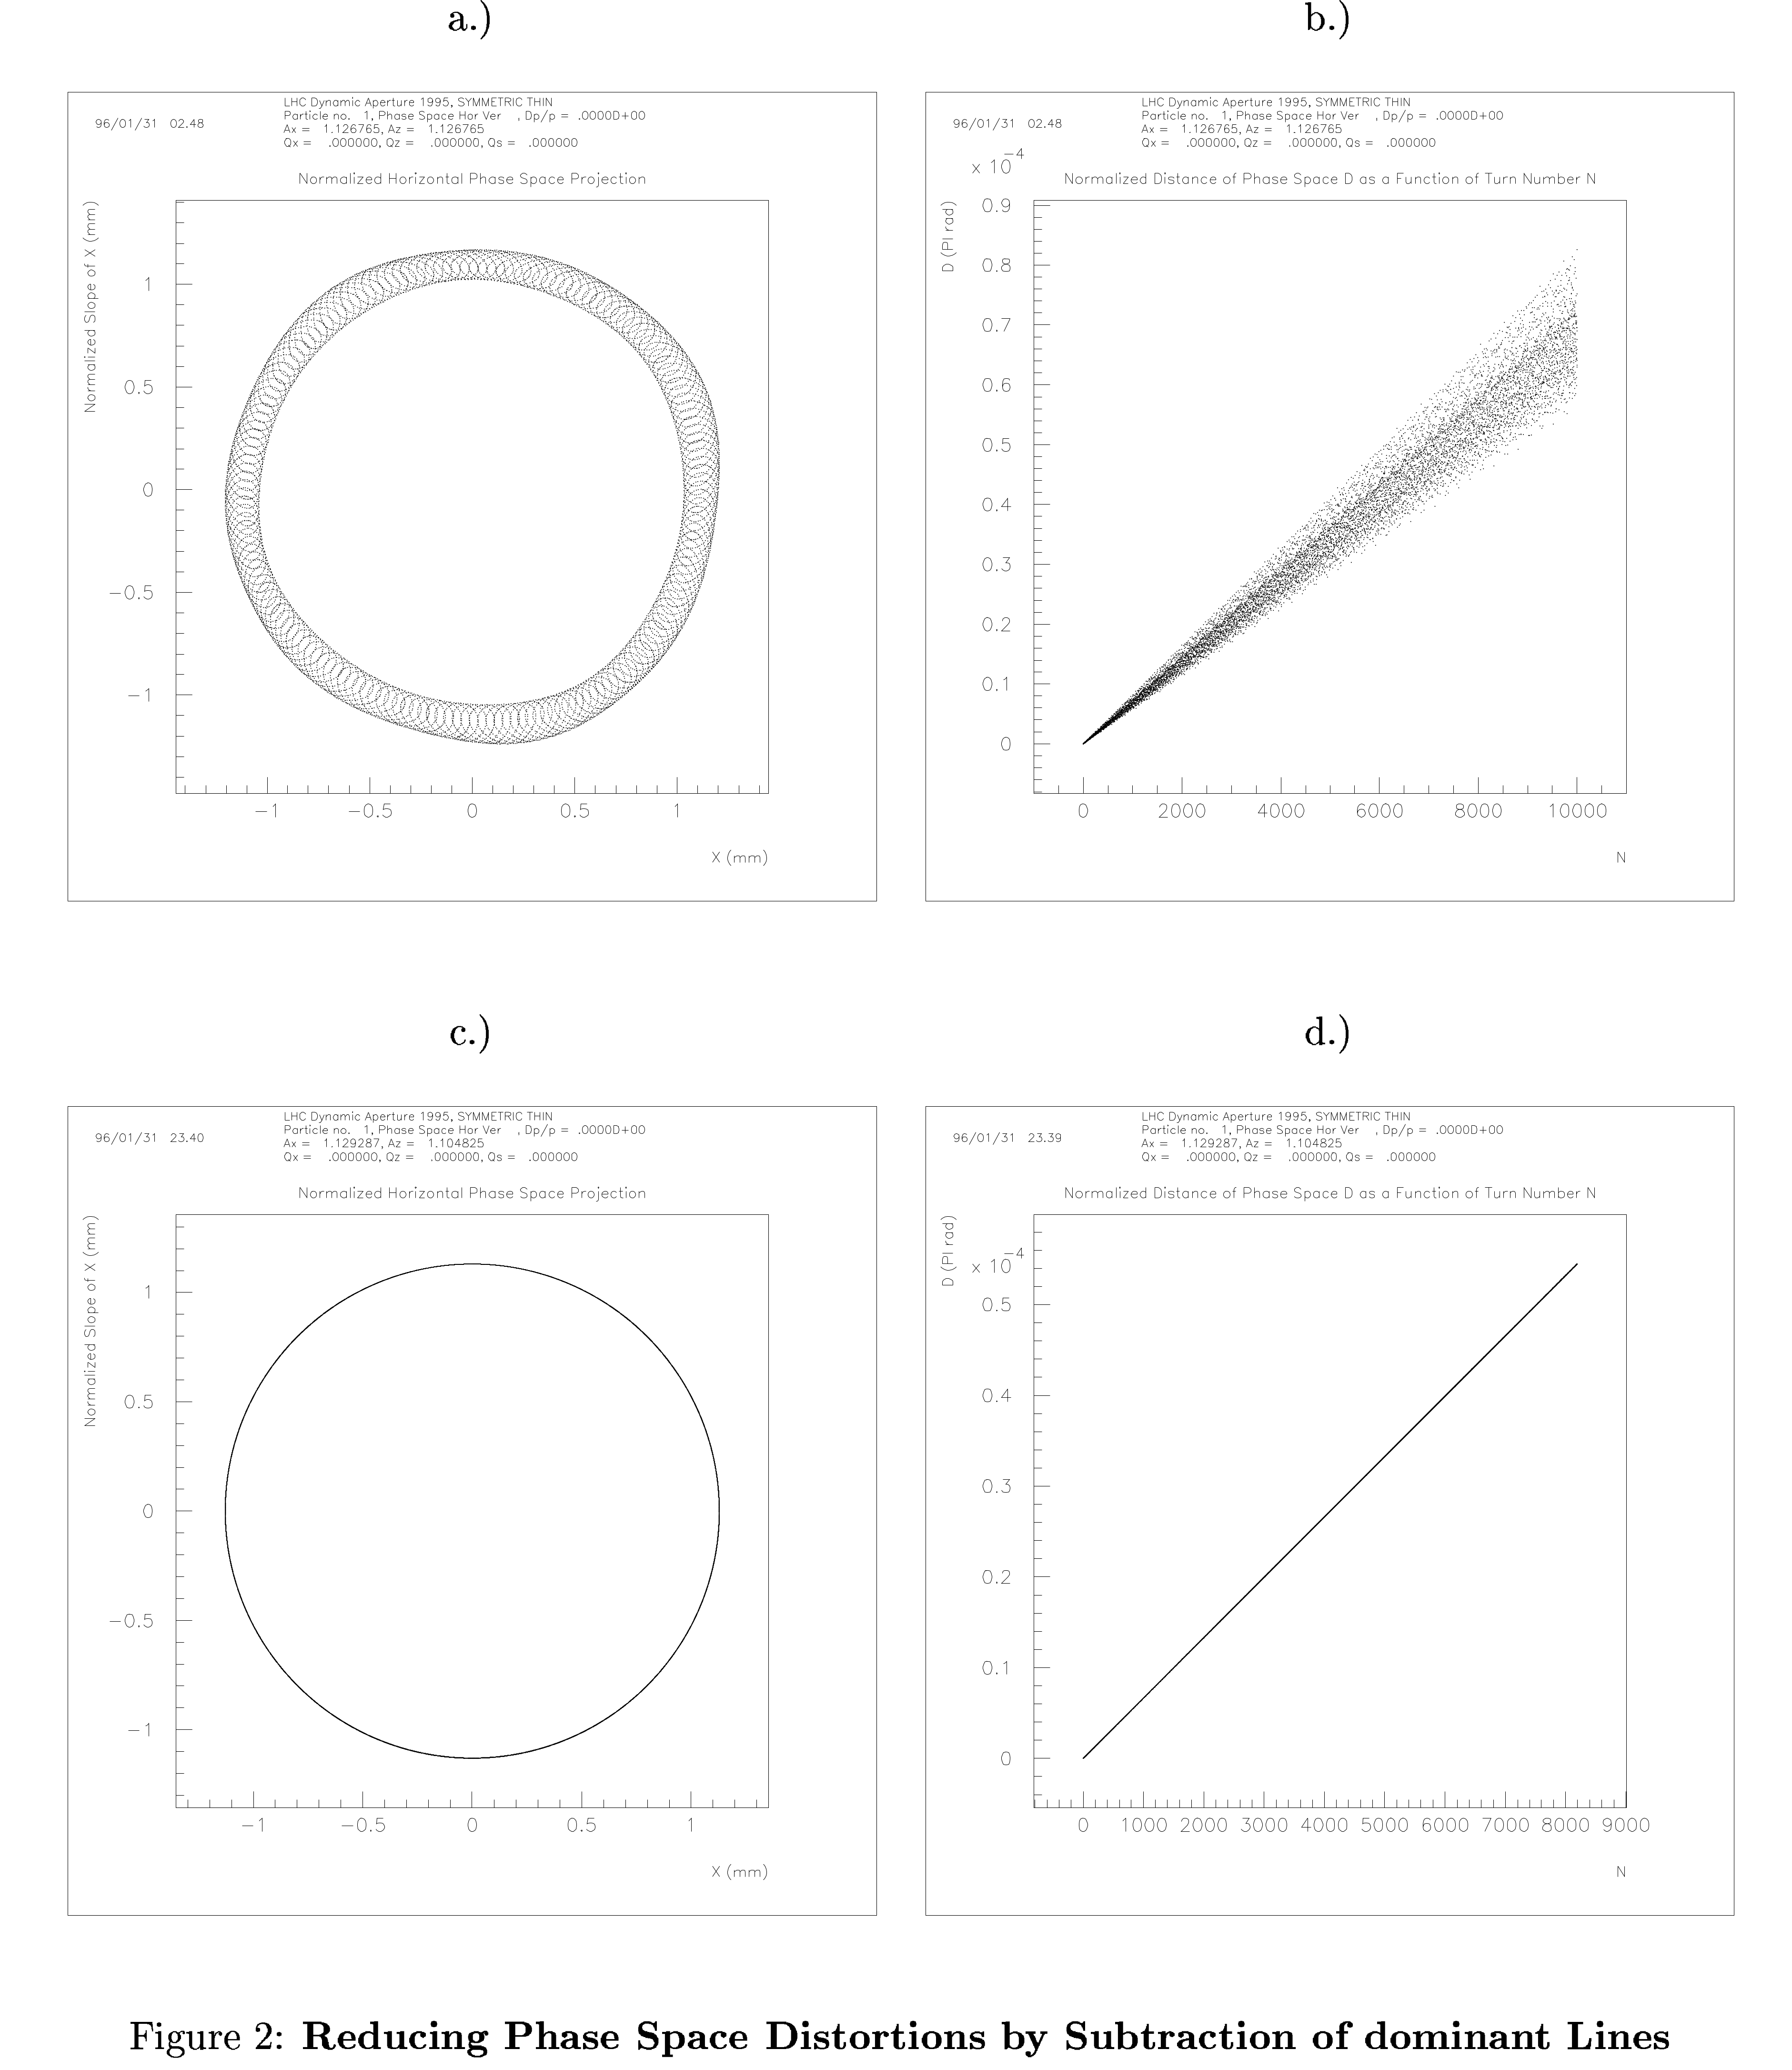 a.)
96/01/31 02.48
LHC Dynamic Aperture 1995, SYMMETRIC THIN
Particle no. 1, Phase Space Hor Ver , Dp/p = .0000D+00
Ax = 1.126765, Az = 1.126765
Qx = .000000, Qz = .000000, Qs = .000000
Normalized Horizontal Phase Space Projection
Normalized Slope of X (mm)
1
0.5
0
−0.5
−1
−1 −0.5 0 0.5 1
X (mm)
b.)
96/01/31 02.48
LHC Dynamic Aperture 1995, SYMMETRIC THIN
Particle no. 1, Phase Space Hor Ver , Dp/p = .0000D+00
Ax = 1.126765, Az = 1.126765
Qx = .000000, Qz = .000000, Qs = .000000
x 10⁻⁴
Normalized Distance of Phase Space D as a Function of Turn Number N
D (PI rad)
0.9
0.8
0.7
0.6
0.5
0.4
0.3
0.2
0.1
0
0 2000 4000 6000 8000 10000
N
c.)
96/01/31 23.40
LHC Dynamic Aperture 1995, SYMMETRIC THIN
Particle no. 1, Phase Space Hor Ver , Dp/p = .0000D+00
Ax = 1.129287, Az = 1.104825
Qx = .000000, Qz = .000000, Qs = .000000
Normalized Horizontal Phase Space Projection
Normalized Slope of X (mm)
1
0.5
0
−0.5
−1
−1 −0.5 0 0.5 1
X (mm)
d.)
96/01/31 23.39
LHC Dynamic Aperture 1995, SYMMETRIC THIN
Particle no. 1, Phase Space Hor Ver , Dp/p = .0000D+00
Ax = 1.129287, Az = 1.104825
Qx = .000000, Qz = .000000, Qs = .000000
Normalized Distance of Phase Space D as a Function of Turn Number N
D (PI rad)
x 10⁻⁴
0.5
0.4
0.3
0.2
0.1
0
0 1000 2000 3000 4000 5000 6000 7000 8000 9000
N
Figure 2: Reducing Phase Space Distortions by Subtraction of dominant Lines